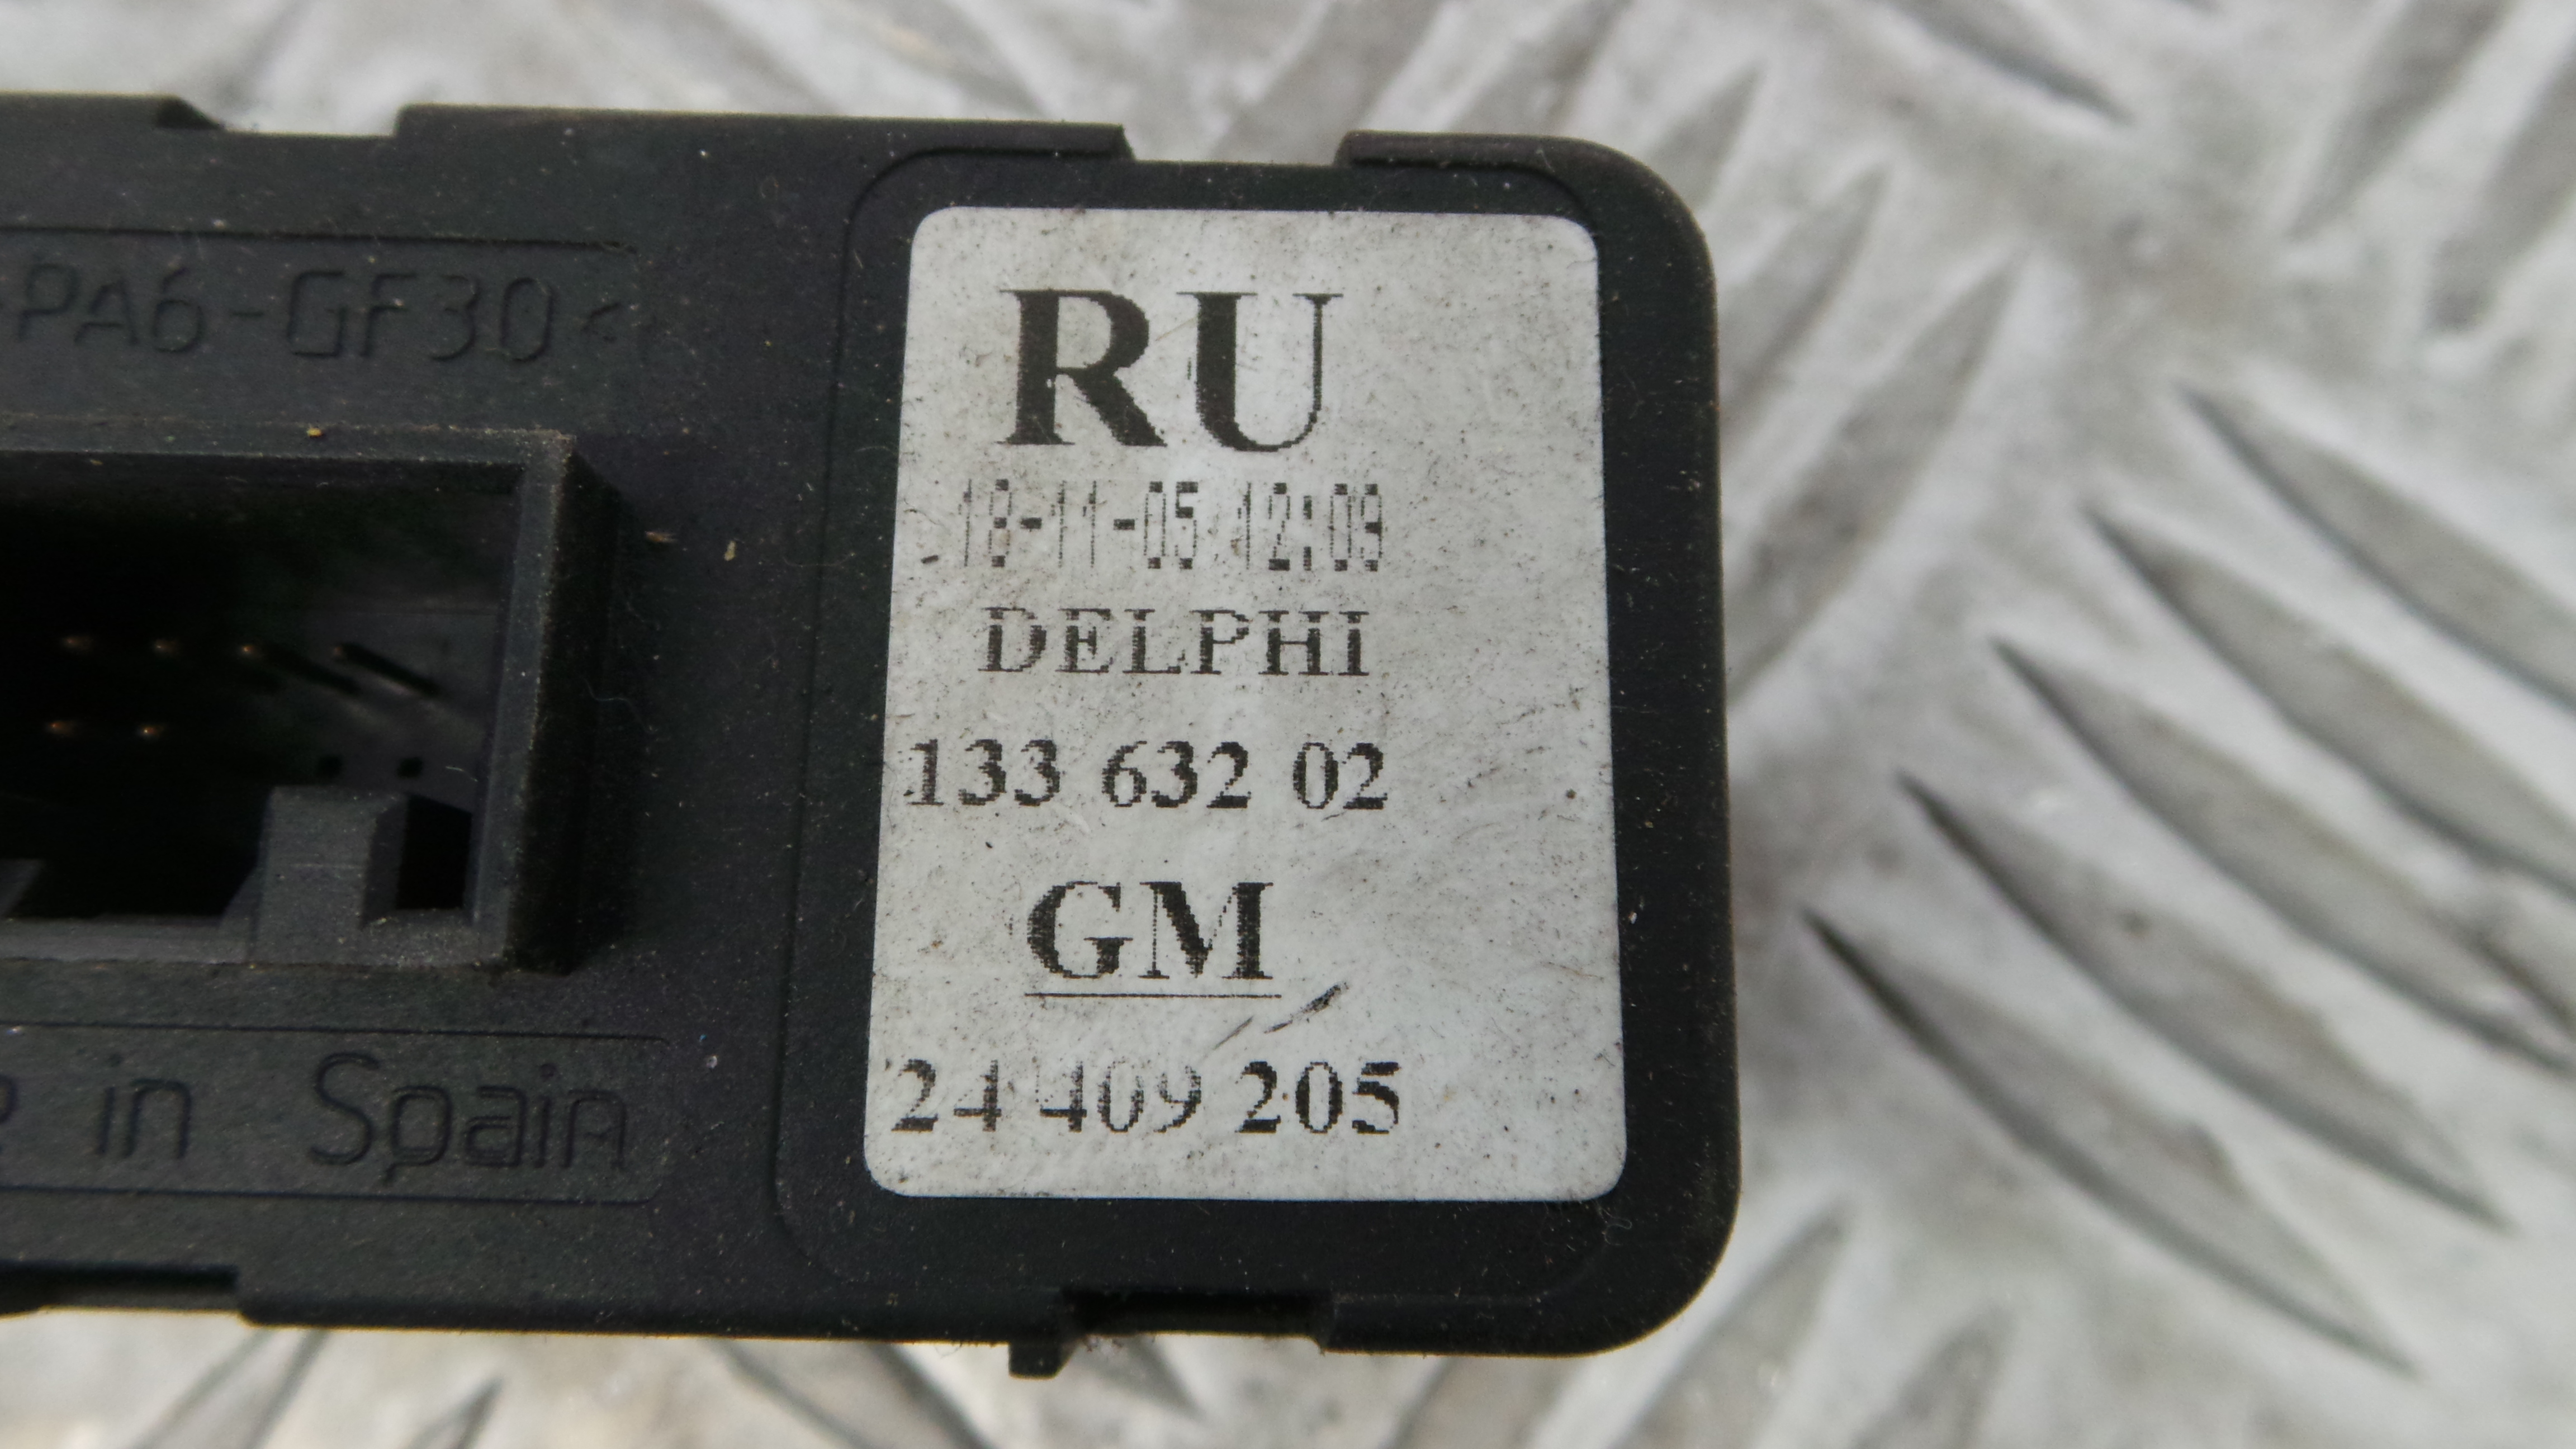 -PA6-GF30<
in Spain
RU
18-11-05 12:09
DELPHI
133 632 02
GM
24 409 205